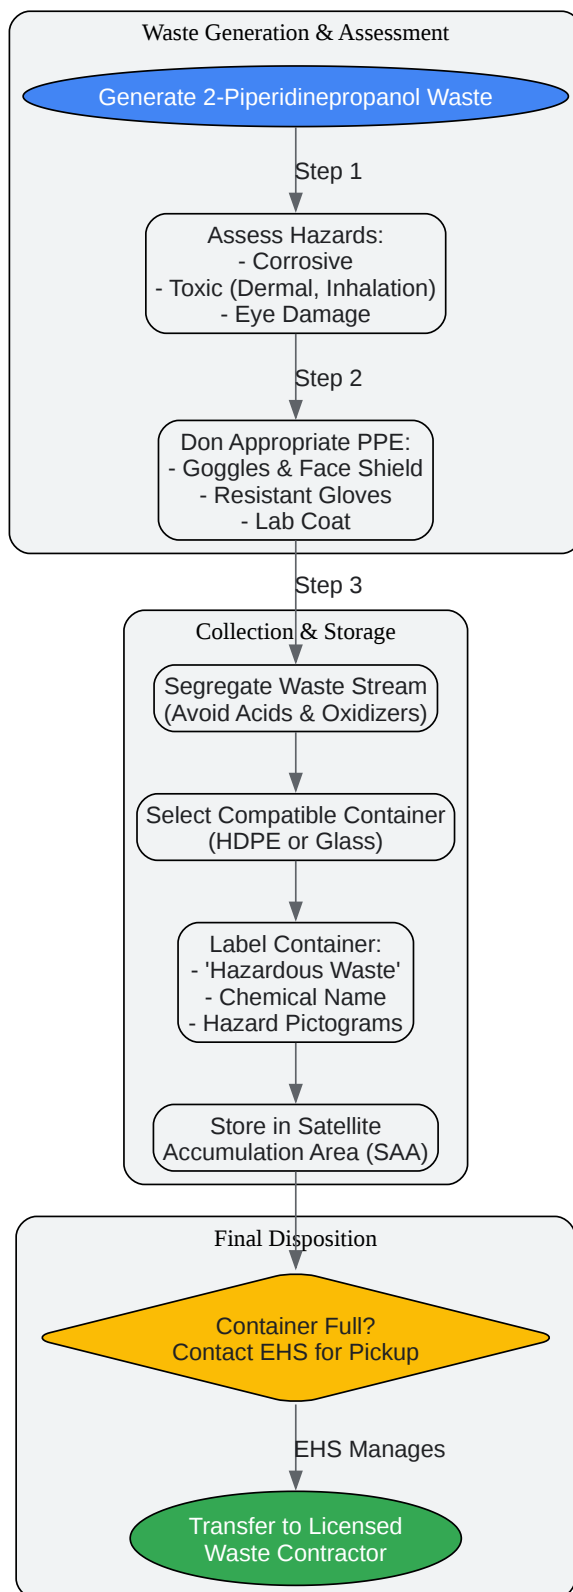 Waste Generation & Assessment
Generate 2-Piperidinepropanol Waste
Step 1
Assess Hazards:
- Corrosive
- Toxic (Dermal, Inhalation)
- Eye Damage
Step 2
Don Appropriate PPE:
- Goggles & Face Shield
- Resistant Gloves
- Lab Coat
Step 3
Collection & Storage
Segregate Waste Stream
(Avoid Acids & Oxidizers)
Select Compatible Container
(HDPE or Glass)
Label Container:
- 'Hazardous Waste'
- Chemical Name
- Hazard Pictograms
Store in Satellite
Accumulation Area (SAA)
Final Disposition
Container Full?
Contact EHS for Pickup
EHS Manages
Transfer to Licensed
Waste Contractor